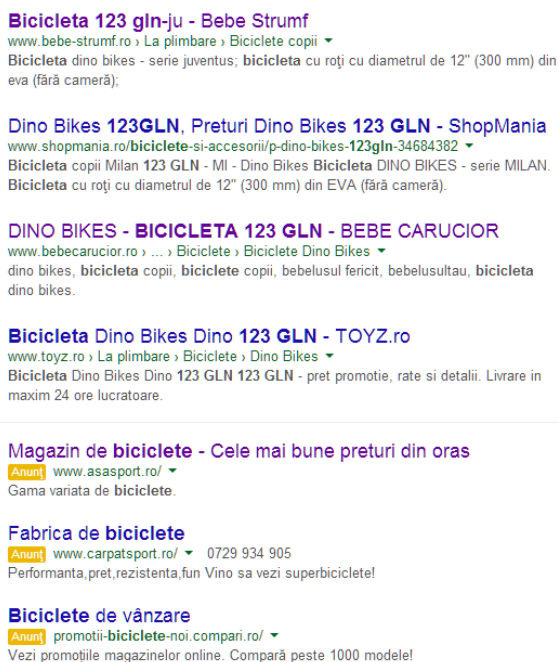 Bicicleta 123 gln-ju - Bebe Strumf
www.bebe-strumf.ro › La plimbare › Biciclete copii
Bicicleta dino bikes - serie juventus; bicicleta cu roţi cu diametrul de 12" (300 mm) din
eva (fără cameră);
Dino Bikes 123GLN, Preturi Dino Bikes 123 GLN - ShopMania
www.shopmania.ro/biciclete-si-accesorii/p-dino-bikes-123gln-34684382
Bicicleta copii Milan 123 GLN - MI - Dino Bikes Bicicleta DINO BIKES - serie MILAN.
Bicicleta cu roţi cu diametrul de 12" (300 mm) din EVA (fără cameră).
DINO BIKES - BICICLETA 123 GLN - BEBE CARUCIOR
www.bebecarucior.ro › ... › Biciclete › Biciclete Dino Bikes
dino bikes, bicicleta copii, biciclete copii, bebelusul fericit, bebelusultau, bicicleta
dino bikes.
Bicicleta Dino Bikes Dino 123 GLN - TOYZ.ro
www.toyz.ro › La plimbare › Biciclete › Dino Bikes
Bicicleta Dino Bikes Dino 123 GLN 123 GLN - pret promotie, rate si detalii. Livrare in
maxim 24 ore lucratoare.
Magazin de biciclete - Cele mai bune preturi din oras
Anunţ www.asasport.ro/
Gama variata de biciclete.
Fabrica de biciclete
Anunţ www.carpatsport.ro/ 0729 934 905
Performanta,pret,rezistenta,fun Vino sa vezi superbiciclete!
Biciclete de vânzare
Anunţ promotii-biciclete-noi.compari.ro/
Vezi promoţiile magazinelor online. Compară peste 1000 modele!